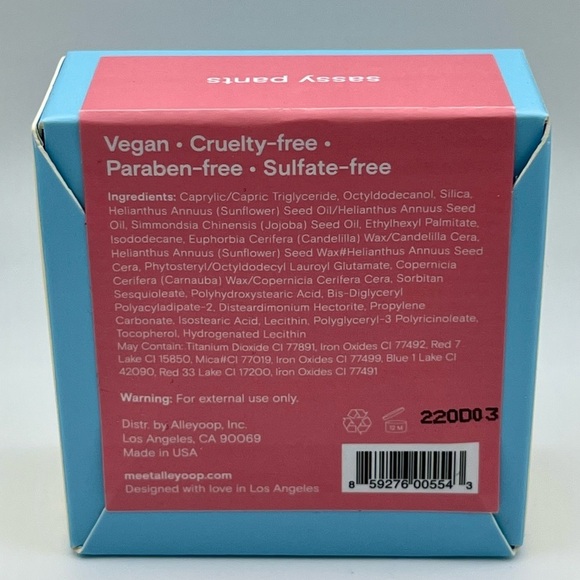 sassy pants
Vegan • Cruelty-free •
Paraben-free • Sulfate-free
Ingredients: Caprylic/Capric Triglyceride, Octyldodecanol, Silica,
Helianthus Annuus (Sunflower) Seed Oil/Helianthus Annuus Seed
Oil, Simmondsia Chinensis (Jojoba) Seed Oil, Ethylhexyl Palmitate,
Isododecane, Euphorbia Cerifera (Candelilla) Wax/Candelilla Cera,
Helianthus Annuus (Sunflower) Seed Wax#Helianthus Annuus Seed
Cera, Phytosteryl/Octyldodecyl Lauroyl Glutamate, Copernicia
Cerifera (Carnauba) Wax/Copernicia Cerifera Cera, Sorbitan
Sesquioleate, Polyhydroxystearic Acid, Bis-Diglyceryl
Polyacyladipate-2, Disteardimonium Hectorite, Propylene
Carbonate, Isostearic Acid, Lecithin, Polyglyceryl-3 Polyricinoleate,
Tocopherol, Hydrogenated Lecithin
May Contain: Titanium Dioxide CI 77891, Iron Oxides CI 77492, Red 7
Lake CI 15850, Mica#CI 77019, Iron Oxides CI 77499, Blue 1 Lake CI
42090, Red 33 Lake CI 17200, Iron Oxides CI 77491
Warning: For external use only.
Distr. by Alleyoop, Inc.
Los Angeles, CA 90069
Made in USA
meetalleyoop.com
Designed with love in Los Angeles
12 M
220D03
8 59276 00554 3